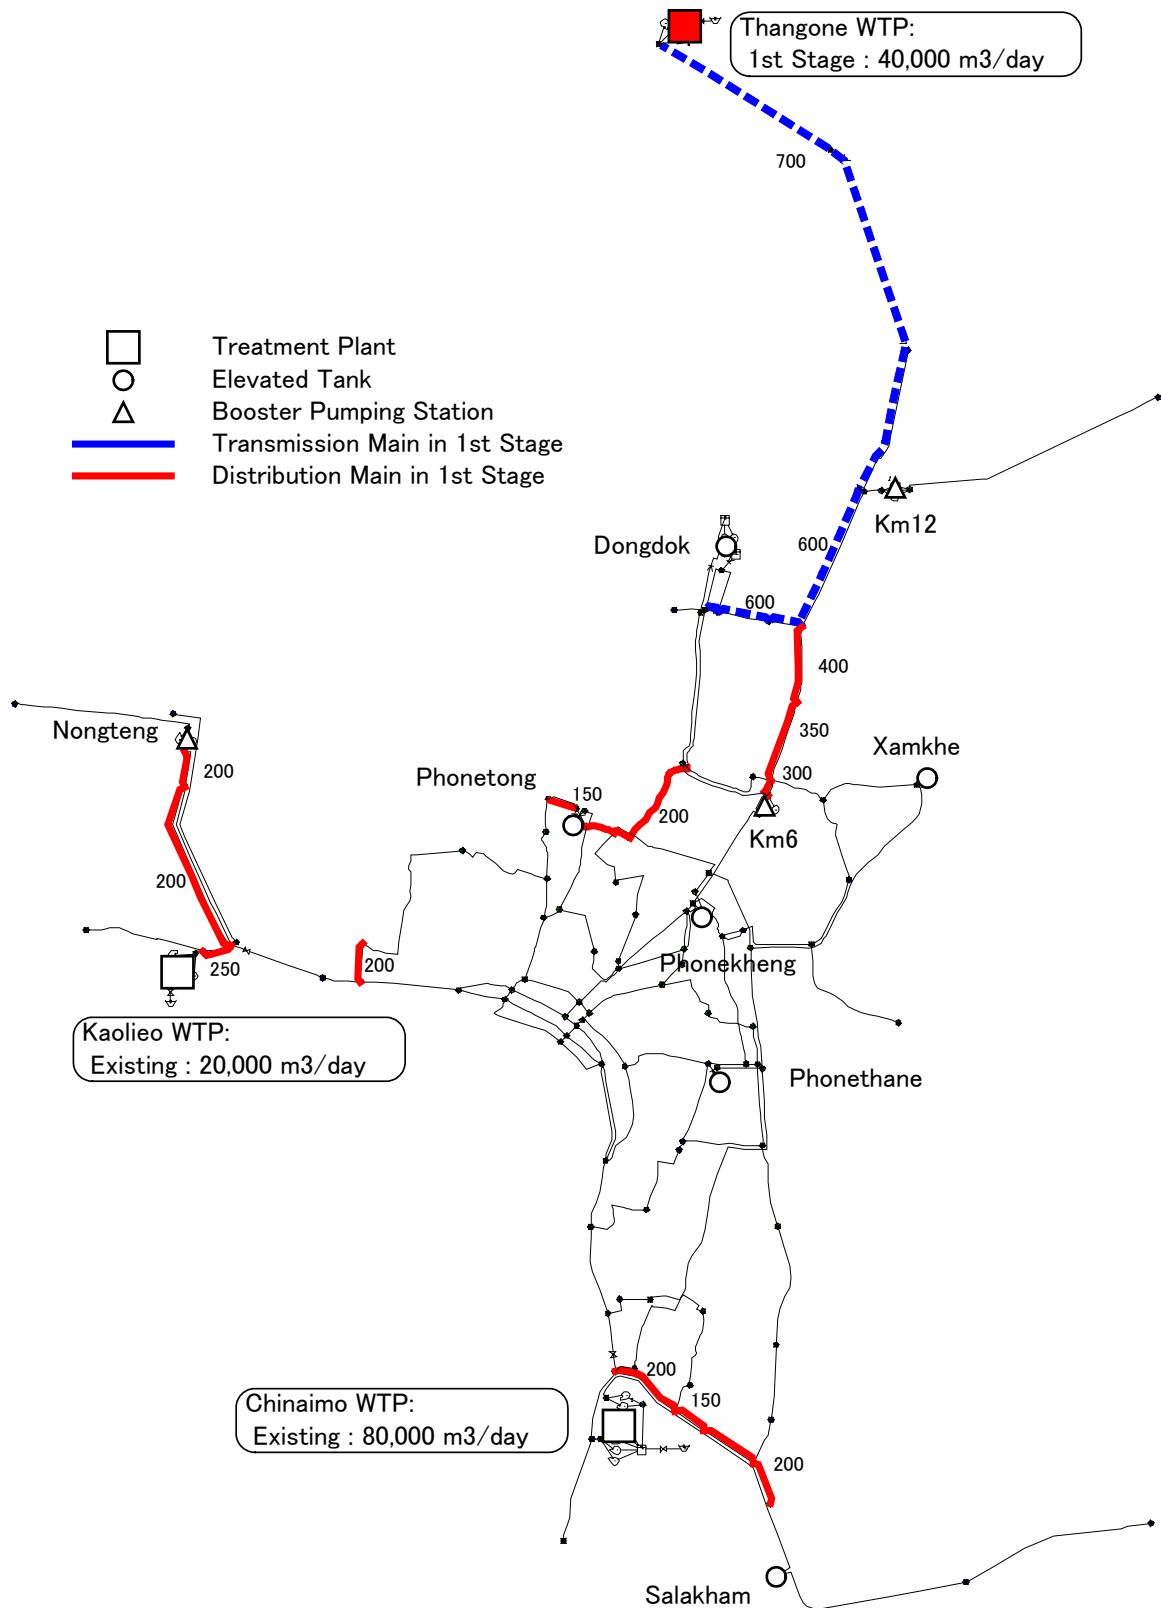 Thangone WTP:
1st Stage : 40,000 m3/day
700
Treatment Plant
Elevated Tank
Booster Pumping Station
Transmission Main in 1st Stage
Distribution Main in 1st Stage
Km12
600
Dongdok
600
400
350
300
Xamkhe
Nongteng
200
Phonetong
150
200
Km6
200
250
200
Phonekheng
Kaolieo WTP:
Existing : 20,000 m3/day
Phonethane
200
150
Chinaimo WTP:
Existing : 80,000 m3/day
200
Salakham